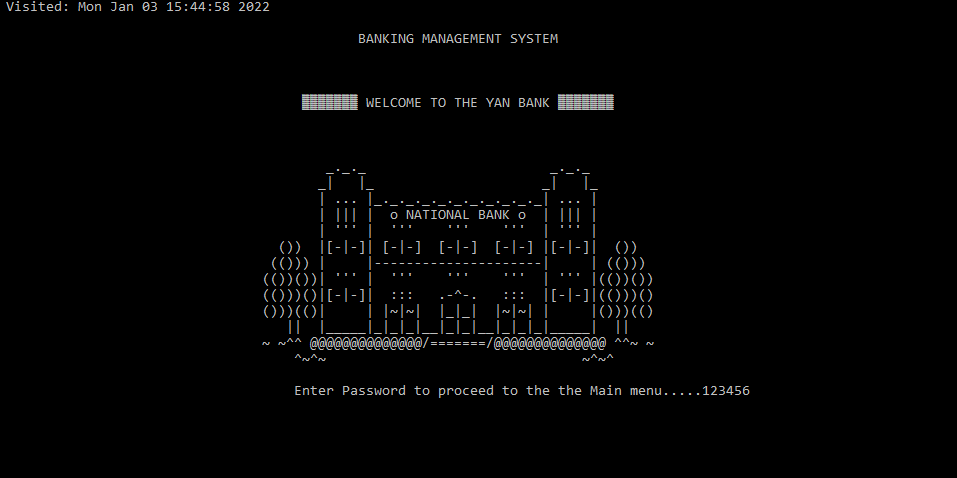 Visited: Mon Jan 03 15:44:58 2022
BANKING MANAGEMENT SYSTEM
WELCOME TO THE YAN BANK
o NATIONAL BANK o
Enter Password to proceed to the the Main menu.....123456